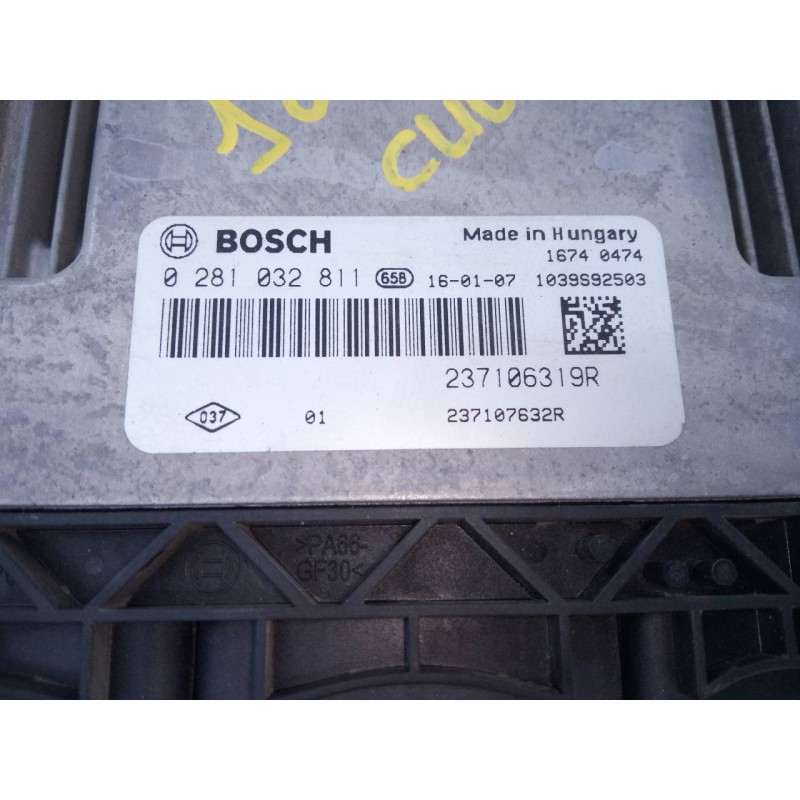 BOSCH
Made in Hungary
1674 0474
0 281 032 811 65B 16-01-07 1039S92503
237106319R
037 01 237107632R
>PA66-
GF30<